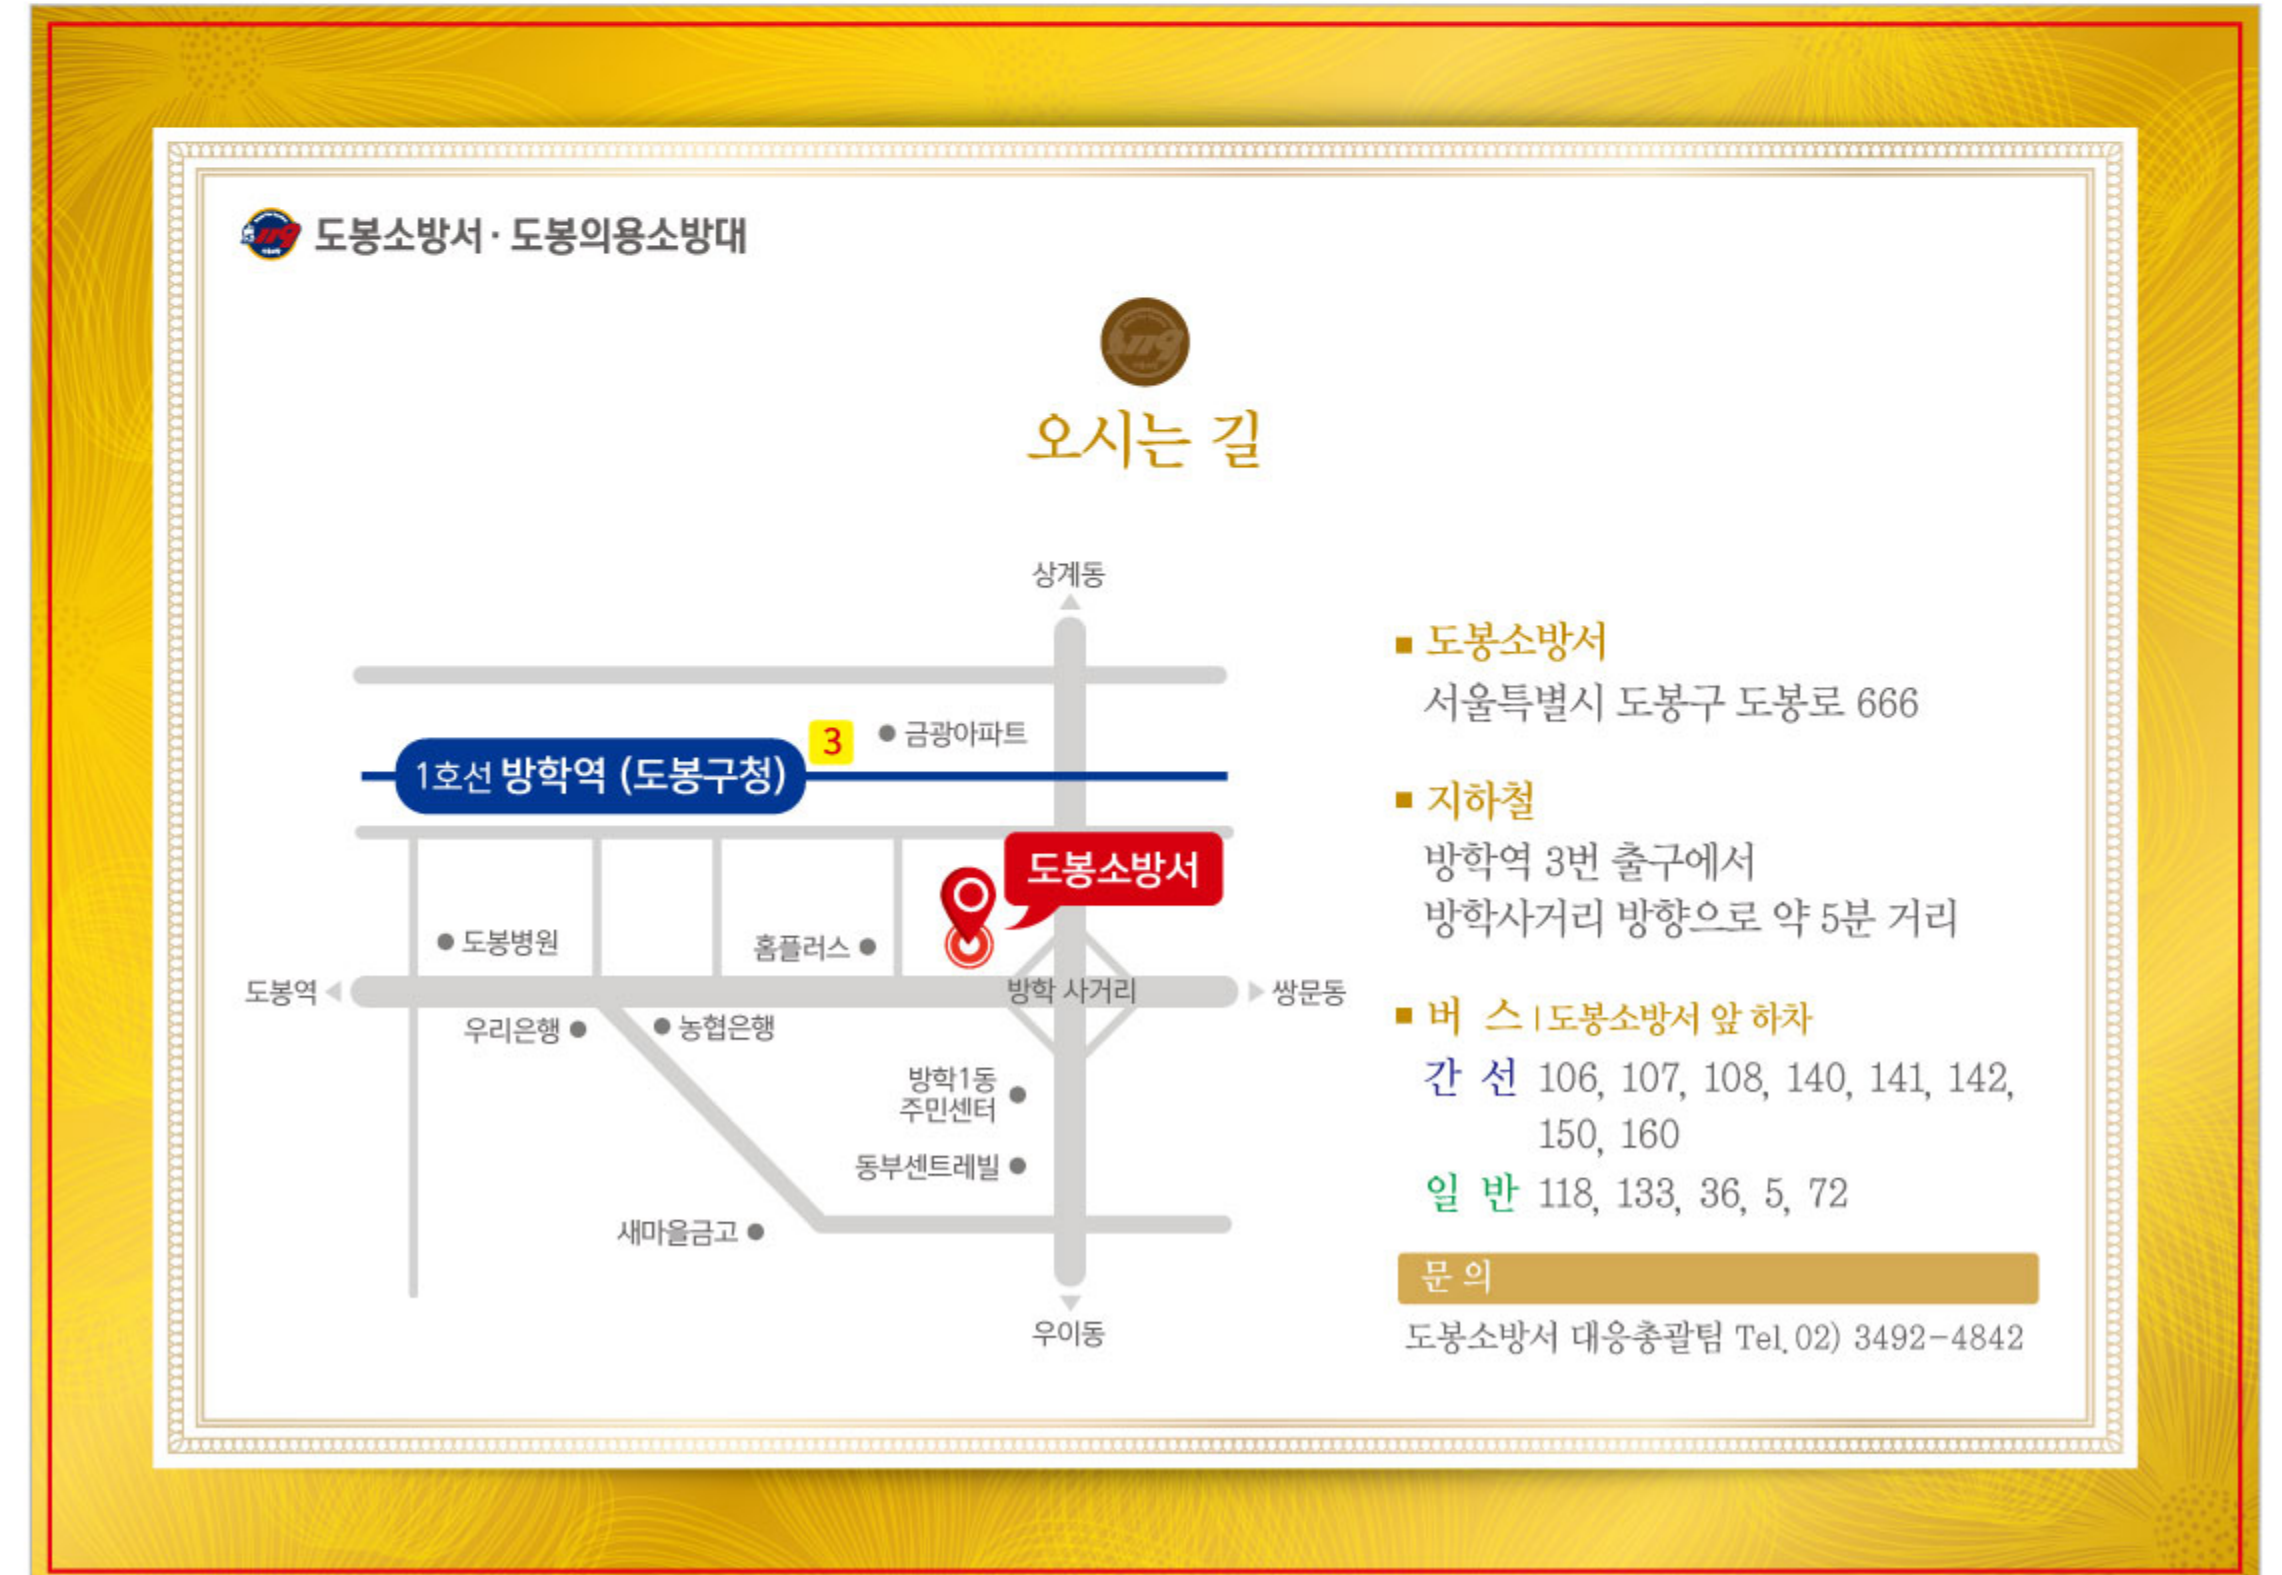 도봉소방서 · 도봉의용소방대
119
오시는 길
상계동
금광아파트
3
1호선 방학역 (도봉구청)
도봉소방서
도봉병원
홈플러스
도봉역
방학 사거리
쌍문동
우리은행
농협은행
방학1동
주민센터
동부센트레빌
새마을금고
우이동
■ 도봉소방서
서울특별시 도봉구 도봉로 666
■ 지하철
방학역 3번 출구에서
방학사거리 방향으로 약 5분 거리
■ 버 스 | 도봉소방서 앞 하차
간 선 106, 107, 108, 140, 141, 142,
150, 160
일 반 118, 133, 36, 5, 72
문 의
도봉소방서 대응총괄팀 Tel. 02) 3492-4842